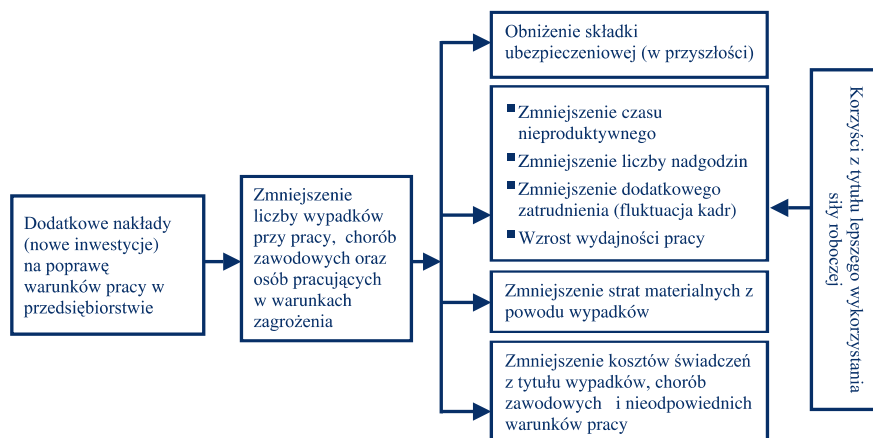 Dodatkowe nakłady
(nowe inwestycje)
na poprawę
warunków pracy w
przedsiębiorstwie
Zmniejszenie
liczby wypadków
przy pracy, chorób
zawodowych oraz
osób pracujących
w warunkach
zagrożenia
Obniżenie składki
ubezpieczeniowej (w przyszłości)
Zmniejszenie czasu
nieproduktywnego
Zmniejszenie liczby nadgodzin
Zmniejszenie dodatkowego
zatrudnienia (fluktuacja kadr)
Wzrost wydajności pracy
Zmniejszenie strat materialnych z
powodu wypadków
Zmniejszenie kosztów świadczeń
z tytułu wypadków, chorób
zawodowych i nieodpowiednich
warunków pracy
Korzyści z tytułu lepszego wykorzystania
siły roboczej